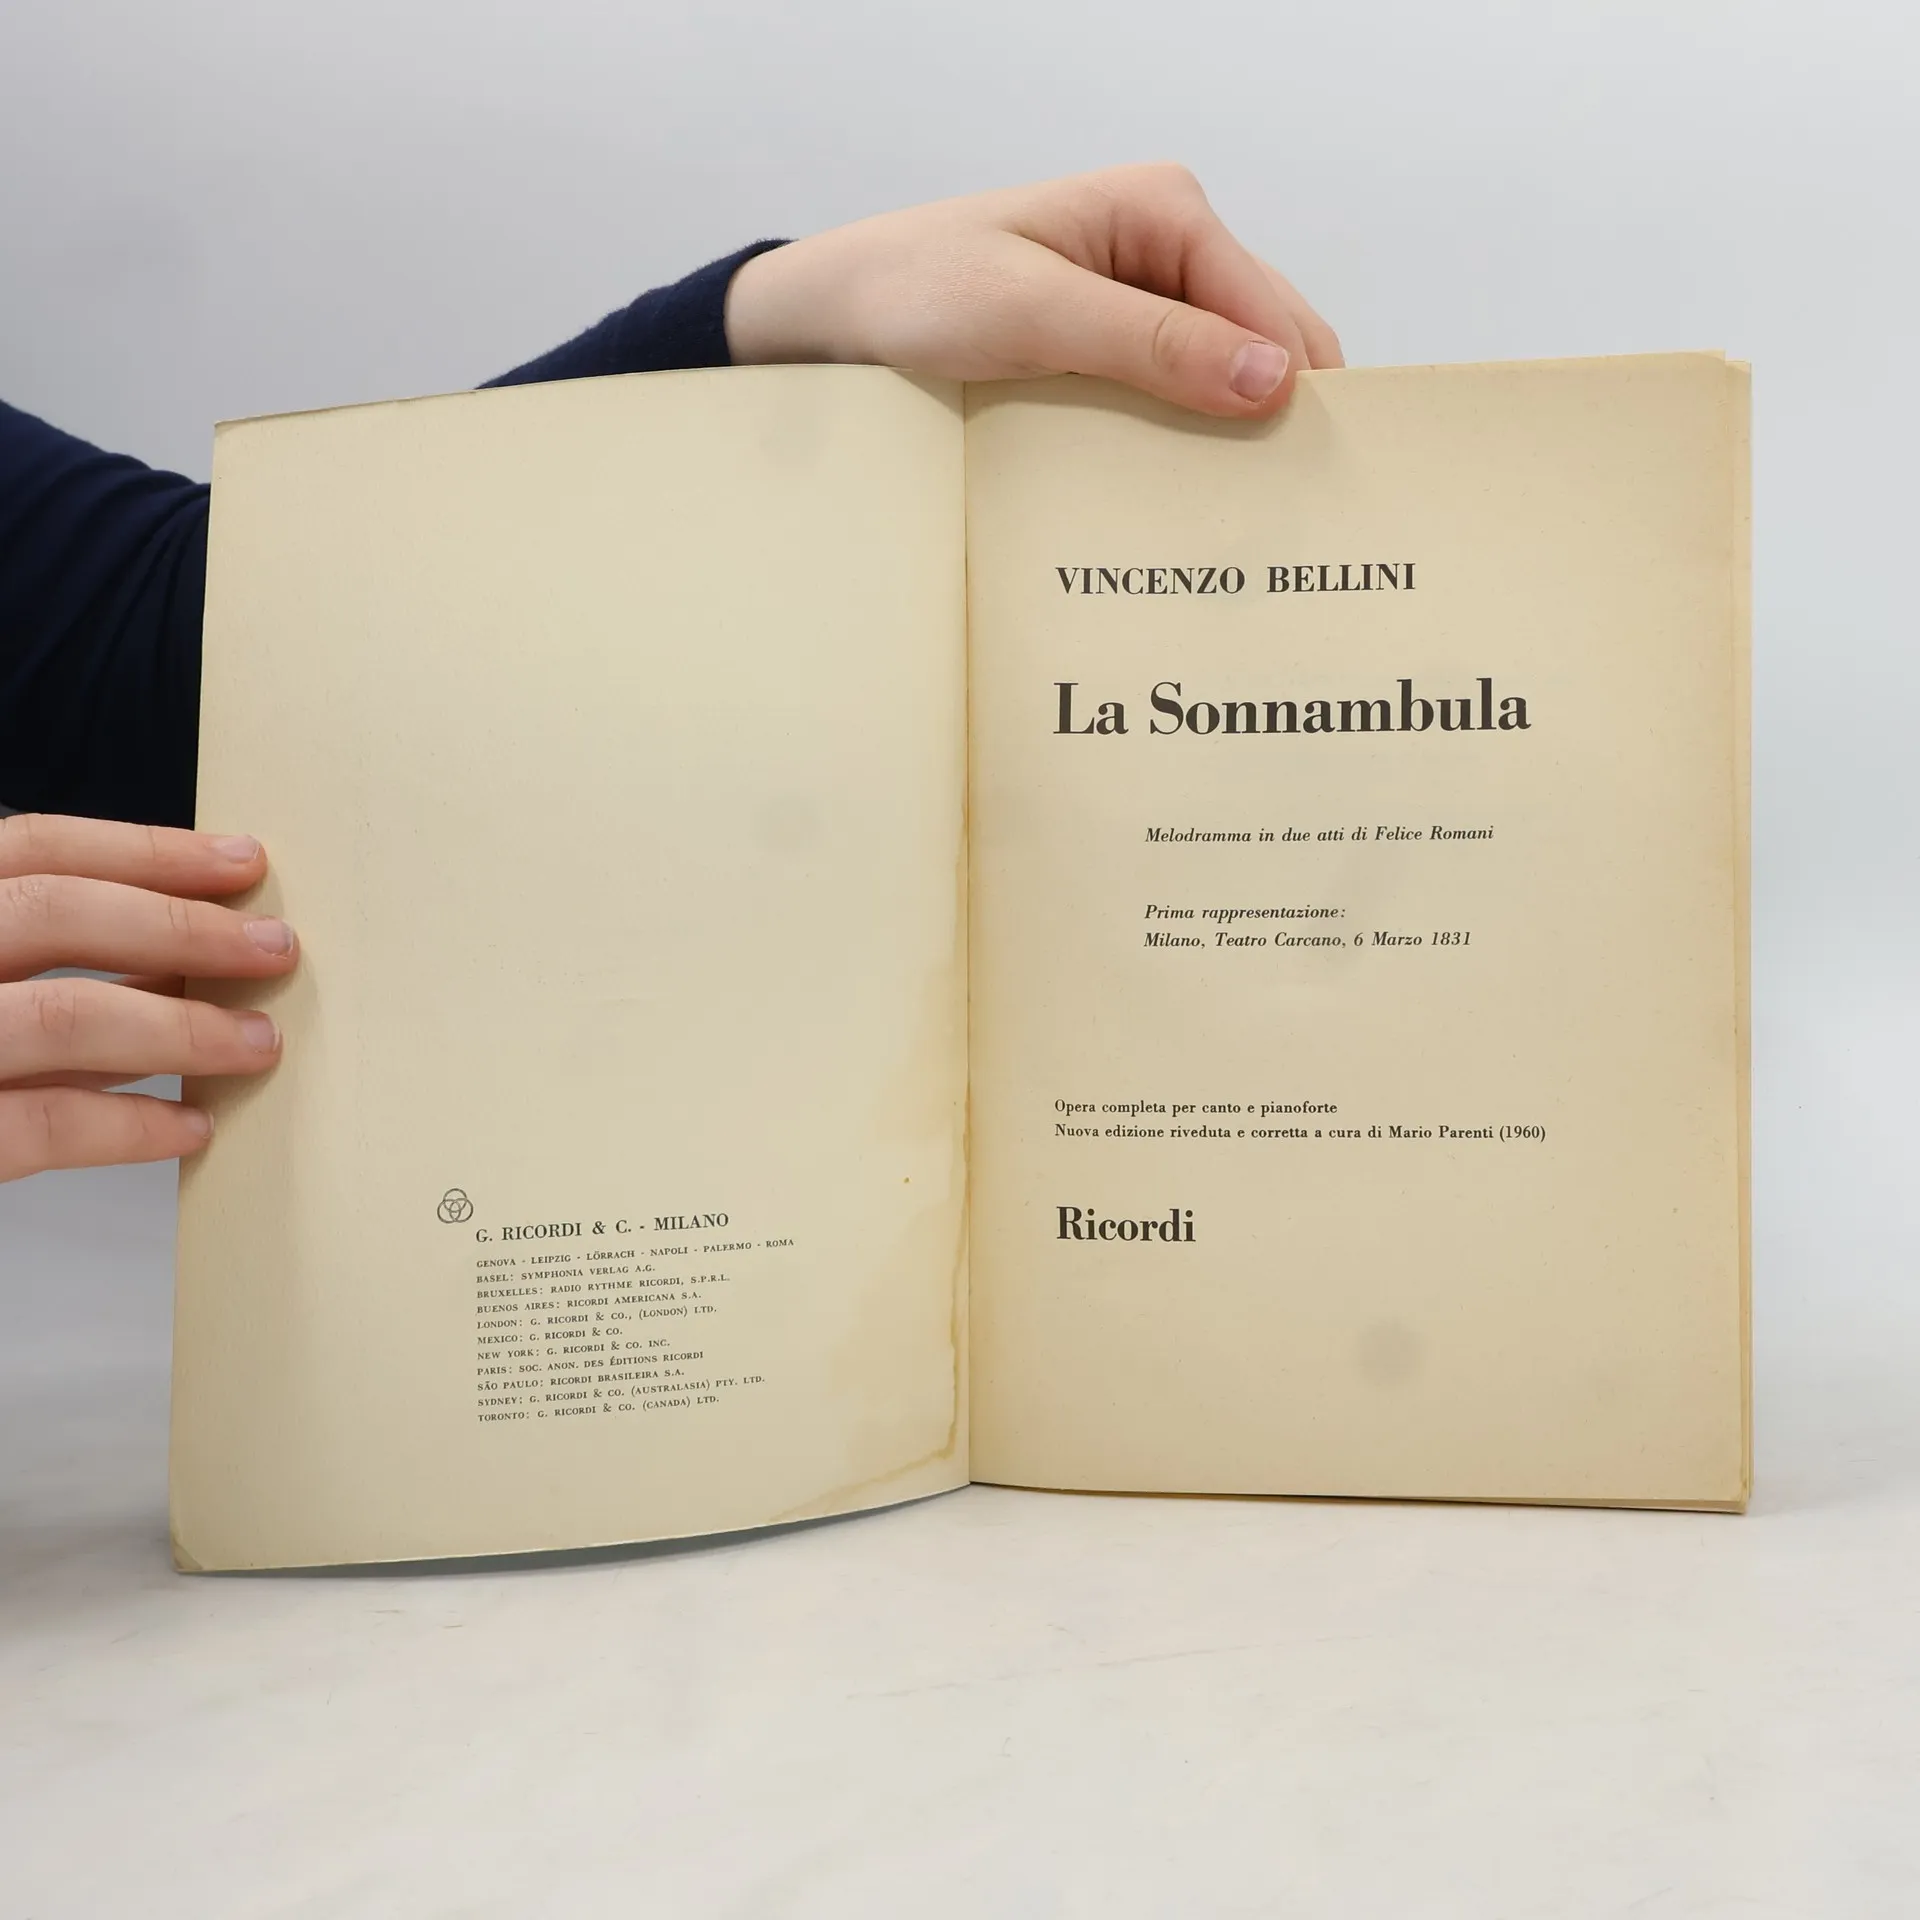 G. RICORDI & C. - MILANO
GENOVA - LEIPZIG - LÖRRACH - NAPOLI - PALERMO - ROMA
BASEL: SYMPHONIA VERLAG A.G.
BRUXELLES: RADIO RYTHME RICORDI, S.P.R.L.
BUENOS AIRES: RICORDI AMERICANA S.A.
LONDON: G. RICORDI & CO., (LONDON) LTD.
MEXICO: G. RICORDI & CO.
NEW YORK: G. RICORDI & CO. INC.
PARIS: SOC. ANON. DES ÉDITIONS RICORDI
SÃO PAULO: RICORDI BRASILEIRA S.A.
SYDNEY: G. RICORDI & CO. (AUSTRALASIA) PTY. LTD.
TORONTO: G. RICORDI & CO. (CANADA) LTD.
VINCENZO BELLINI
La Sonnambula
Melodramma in due atti di Felice Romani
Prima rappresentazione:
Milano, Teatro Carcano, 6 Marzo 1831
Opera completa per canto e pianoforte
Nuova edizione riveduta e corretta a cura di Mario Parenti (1960)
Ricordi